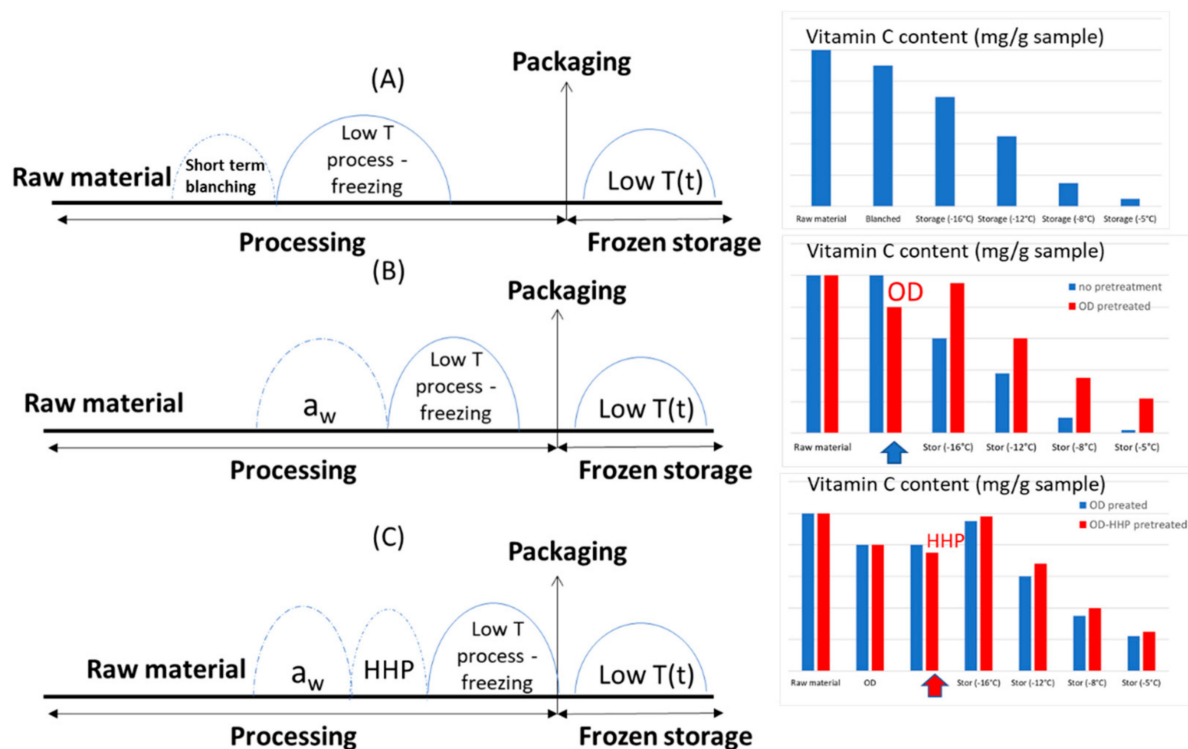 (A)
Packaging
Low T
process -
freezing
Short term
blanching
Raw material
Low T(t)
Processing
Frozen storage
Vitamin C content (mg/g sample)
Raw material
Blanched
Storage (-16°C)
Storage (-12°C)
Storage (-8°C)
Storage (-5°C)
(B)
Packaging
Low T
process -
freezing
Raw material
aw
Low T(t)
Processing
Frozen storage
Vitamin C content (mg/g sample)
no pretreatment
OD pretreated
OD
Raw material
Stor (-16°C)
Stor (-12°C)
Stor (-8°C)
Stor (-5°C)
(C)
Packaging
Low T
process -
freezing
Raw material
aw
HHP
Low T(t)
Processing
Frozen storage
Vitamin C content (mg/g sample)
OD preated
OD-HHP pretreated
HHP
Raw material
OD
Stor (-16°C)
Stor (-12°C)
Stor (-8°C)
Stor (-5°C)